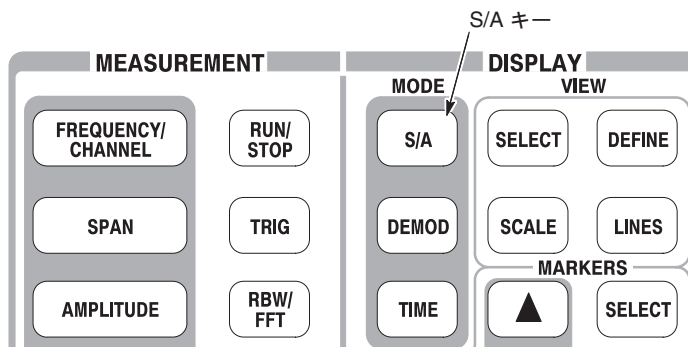 S/A キー
MEASUREMENT
DISPLAY
MODE
VIEW
FREQUENCY/
CHANNEL
RUN/
STOP
S/A
SELECT
DEFINE
SPAN
TRIG
DEMOD
SCALE
LINES
MARKERS
AMPLITUDE
RBW/
FFT
TIME
▲
SELECT